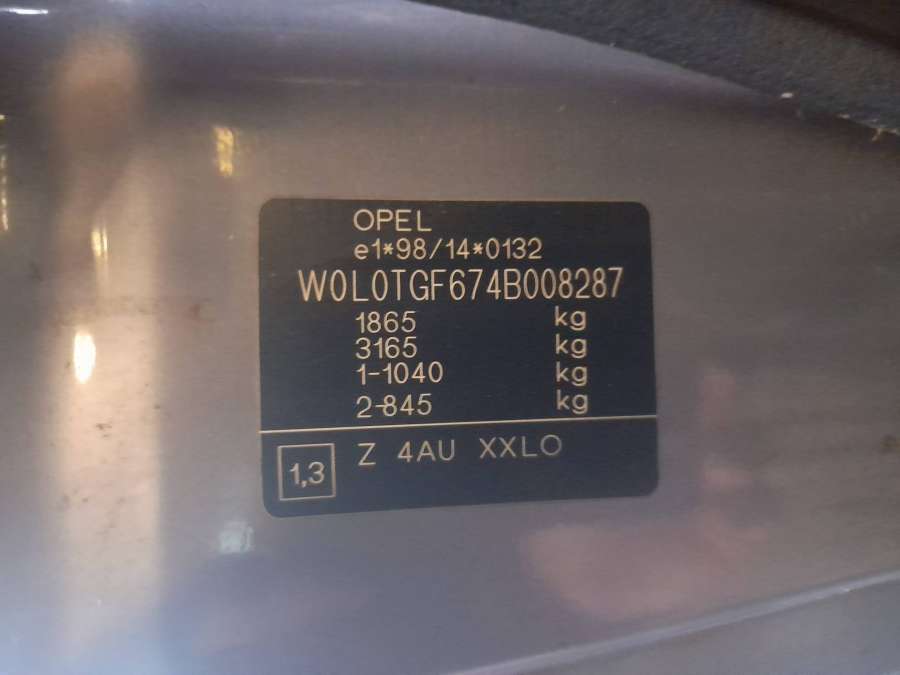 OPEL
e1*98/14*0132
W0L0TGF674B008287
1865 kg
3165 kg
1-1040 kg
2-845 kg
1,3 Z 4AU XXLO